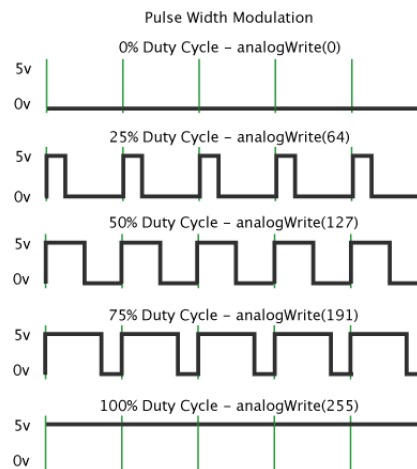 Pulse Width Modulation
0% Duty Cycle – analogWrite(0)
5v
0v
25% Duty Cycle – analogWrite(64)
5v
0v
50% Duty Cycle – analogWrite(127)
5v
0v
75% Duty Cycle – analogWrite(191)
5v
0v
100% Duty Cycle – analogWrite(255)
5v
0v